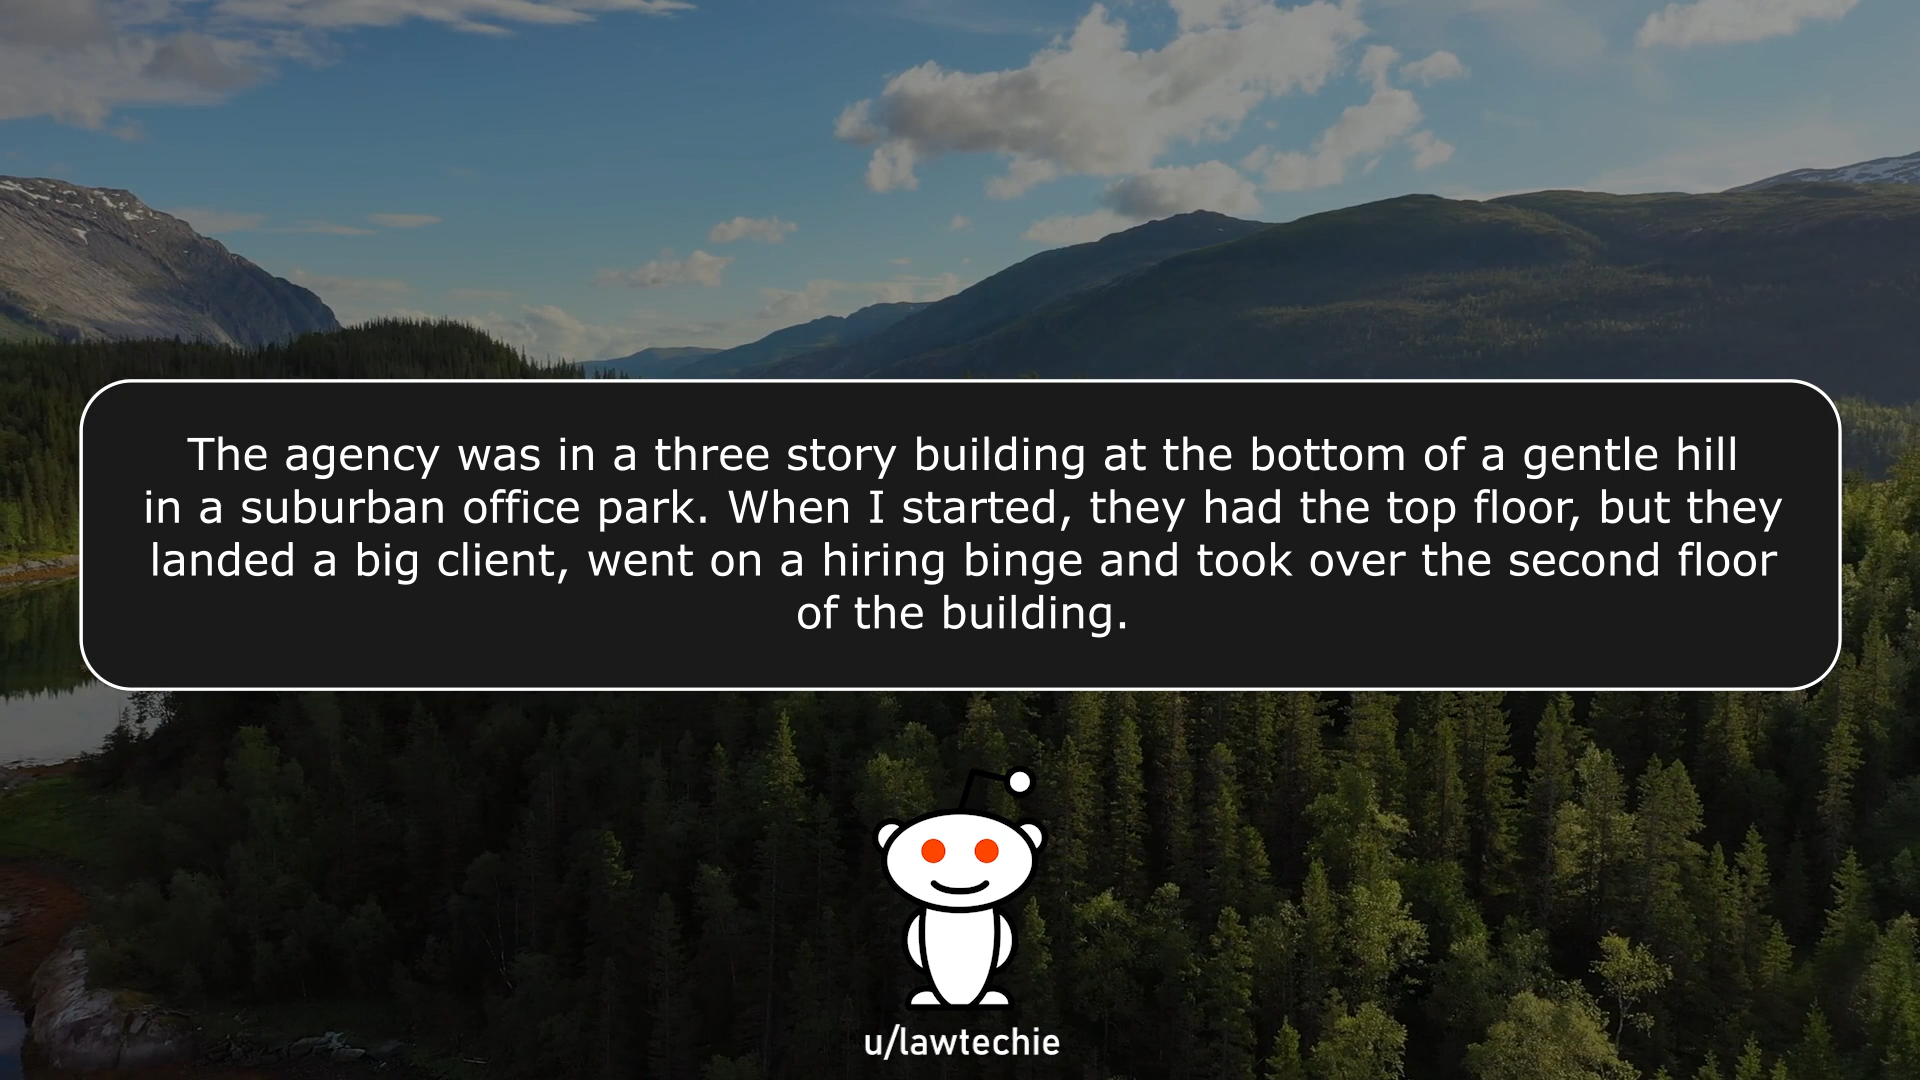 The agency was in a three story building at the bottom of a gentle hill
in a suburban office park. When I started, they had the top floor, but they
landed a big client, went on a hiring binge and took over the second floor
of the building.
u/lawtechie